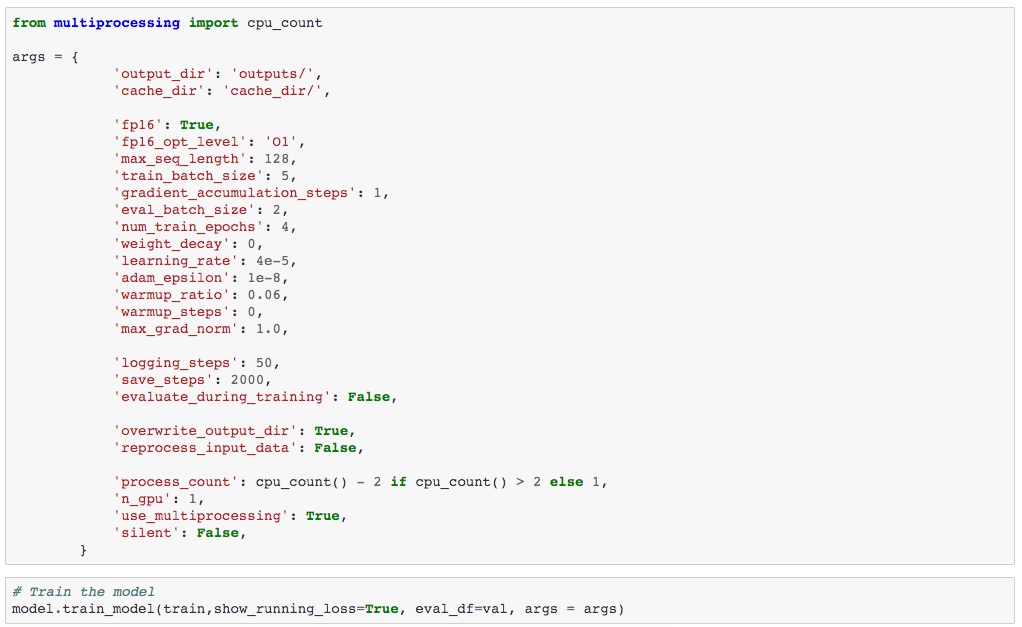 from multiprocessing import cpu_count
args = {
'output_dir': 'outputs/',
'cache_dir': 'cache_dir/',
'fp16': True,
'fp16_opt_level': 'O1',
'max_seq_length': 128,
'train_batch_size': 5,
'gradient_accumulation_steps': 1,
'eval_batch_size': 2,
'num_train_epochs': 4,
'weight_decay': 0,
'learning_rate': 4e-5,
'adam_epsilon': 1e-8,
'warmup_ratio': 0.06,
'warmup_steps': 0,
'max_grad_norm': 1.0,
'logging_steps': 50,
'save_steps': 2000,
'evaluate_during_training': False,
'overwrite_output_dir': True,
'reprocess_input_data': False,
'process_count': cpu_count() - 2 if cpu_count() > 2 else 1,
'n_gpu': 1,
'use_multiprocessing': True,
'silent': False,
}
# Train the model
model.train_model(train,show_running_loss=True, eval_df=val, args = args)